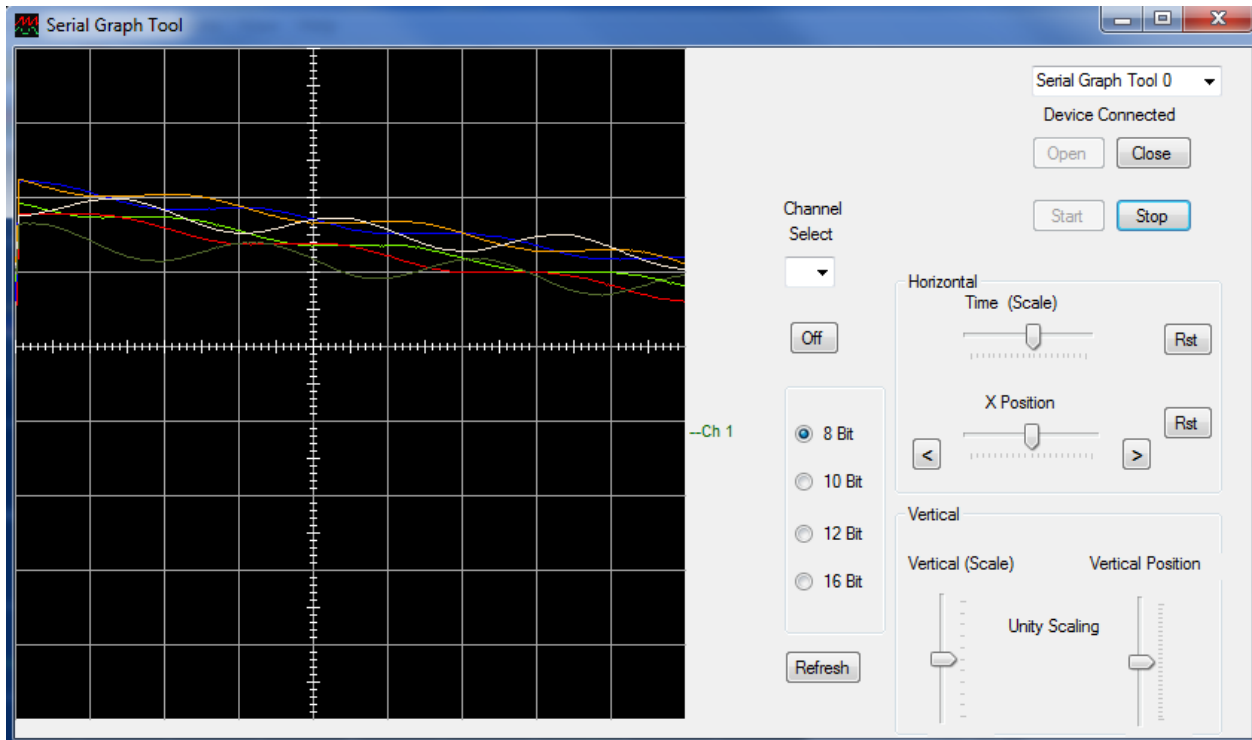 Serial Graph Tool
Serial Graph Tool 0
Device Connected
Open
Close
Start
Stop
Channel
Select
Off
--Ch 1
8 Bit
10 Bit
12 Bit
16 Bit
Refresh
Horizontal
Time (Scale)
Rst
X Position
Rst
<
>
Vertical
Vertical (Scale)
Vertical Position
Unity Scaling